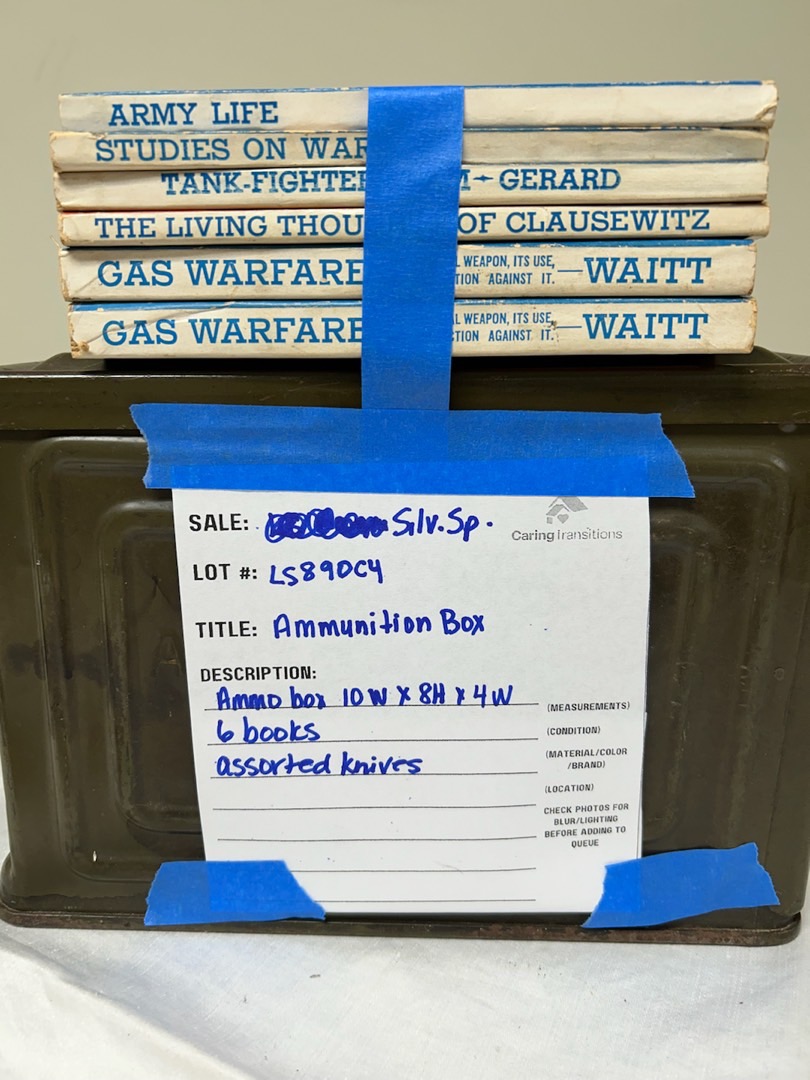 ARMY LIFE
STUDIES ON WAR
TANK-FIGHTER M - GERARD
THE LIVING THOU OF CLAUSEWITZ
GAS WARFARE L WEAPON, ITS USE,
TION AGAINST IT. — WAITT
GAS WARFARE L WEAPON, ITS USE,
CTION AGAINST IT. — WAITT
SALE: Silv. Sp.
Caring Transitions
LOT #: LS890C4
TITLE: Ammunition Box
DESCRIPTION:
Ammo box 10W X 8H X 4W (MEASUREMENTS)
6 books (CONDITION)
assorted knives (MATERIAL/COLOR
/BRAND)
(LOCATION)
CHECK PHOTOS FOR
BLUR/LIGHTING
BEFORE ADDING TO
QUEUE